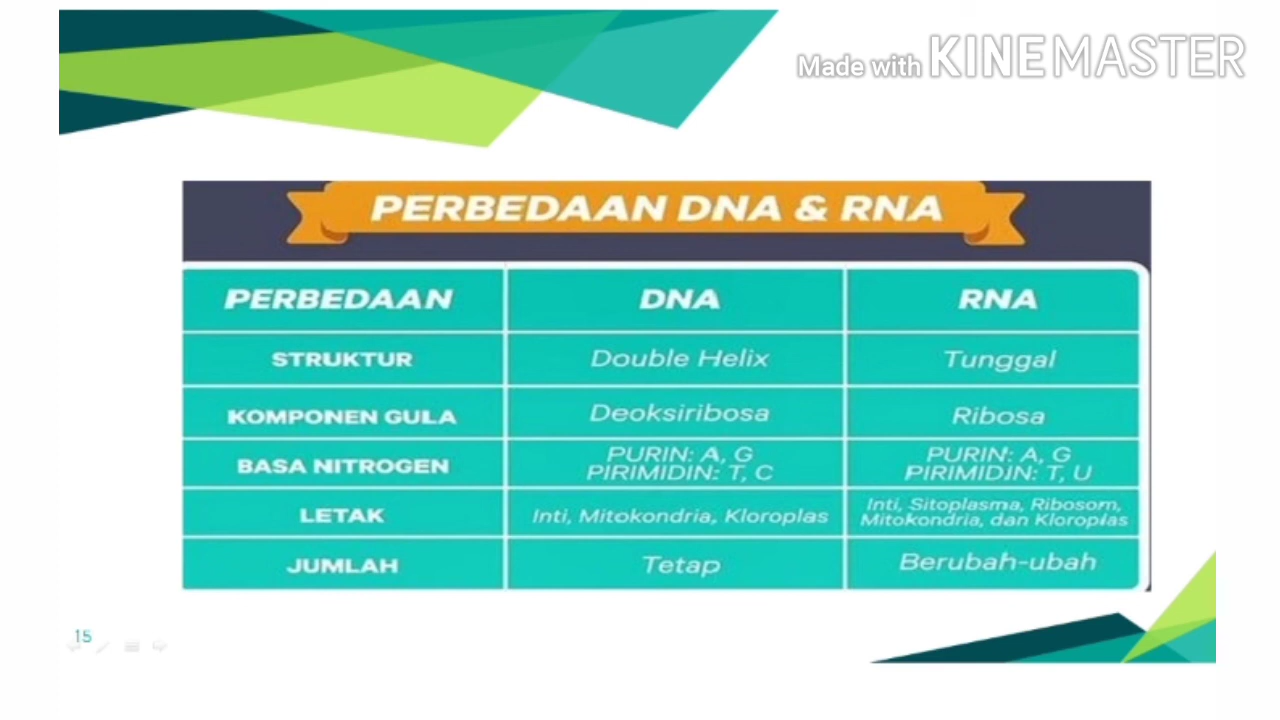 Made with KINEMASTER
PERBEDAAN DNA & RNA
PERBEDAAN DNA RNA
STRUKTUR Double Helix Tunggal
KOMPONEN GULA Deoksiribosa Ribosa
BASA NITROGEN PURIN: A, G PURIN: A, G
PIRIMIDIN: T, C PIRIMIDIN: T, U
LETAK Inti, Mitokondria, Kloroplas Inti, Sitoplasma, Ribosom,
Mitokondria, dan Kloroplas
JUMLAH Tetap Berubah-ubah
15